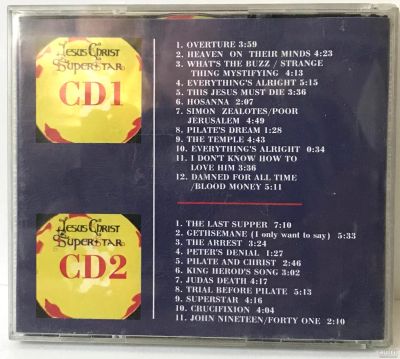 Jesus Christ
Superstar
CD1
1. OVERTURE 3:59
2. HEAVEN ON THEIR MINDS 4:23
3. WHAT'S THE BUZZ / STRANGE
THING MYSTIFYING 4:13
4. EVERYTHING'S ALRIGHT 5:15
5. THIS JESUS MUST DIE 3:36
6. HOSANNA 2:07
7. SIMON ZEALOTES/POOR
JERUSALEM 4:49
8. PILATE'S DREAM 1:28
9. THE TEMPLE 4:43
10. EVERYTHING'S ALRIGHT 0:34
11. I DON'T KNOW HOW TO
LOVE HIM 3:36
12. DAMNED FOR ALL TIME
/BLOOD MONEY 5:11
Jesus Christ
Superstar
CD2
1. THE LAST SUPPER 7:10
2. GETHSEMANE (I only want to say) 5:33
3. THE ARREST 3:24
4. PETER'S DENIAL 1:27
5. PILATE AND CHRIST 2:46
6. KING HEROD'S SONG 3:02
7. JUDAS DEATH 4:17
8. TRIAL BEFORE PILATE 5:13
9. SUPERSTAR 4:16
10. CRUCIFIXION 4:04
11. JOHN NINETEEN/FORTY ONE 2:10